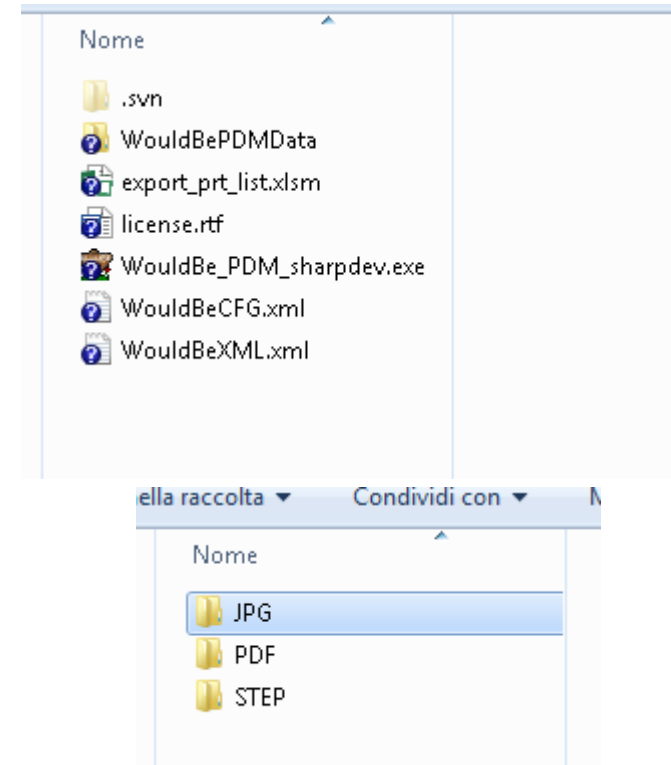 Nome
.svn
WouldBePDMData
export_prt_list.xlsm
license.rtf
WouldBe_PDM_sharpdev.exe
WouldBeCFG.xml
WouldBeXML.xml
ella raccolta Condividi con
Nome
JPG
PDF
STEP